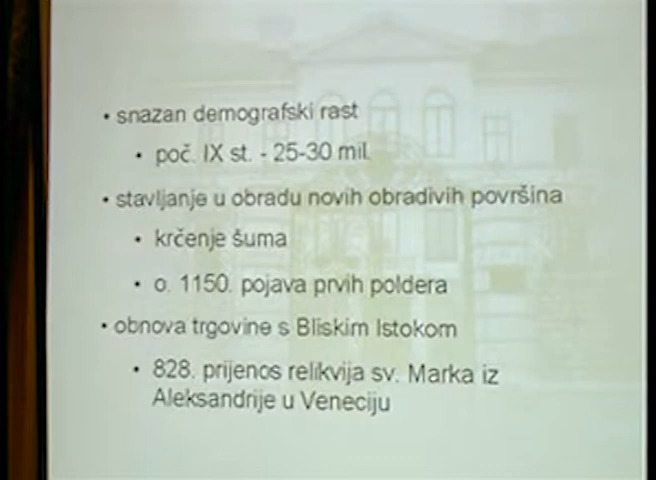 • snazan demografski rast
• poč. IX st. - 25-30 mil.
• stavljanje u obradu novih obradivih površina
• krčenje šuma
• o. 1150. pojava prvih poldera
• obnova trgovine s Bliskim Istokom
• 828. prijenos relikvija sv. Marka iz
Aleksandrije u Veneciju